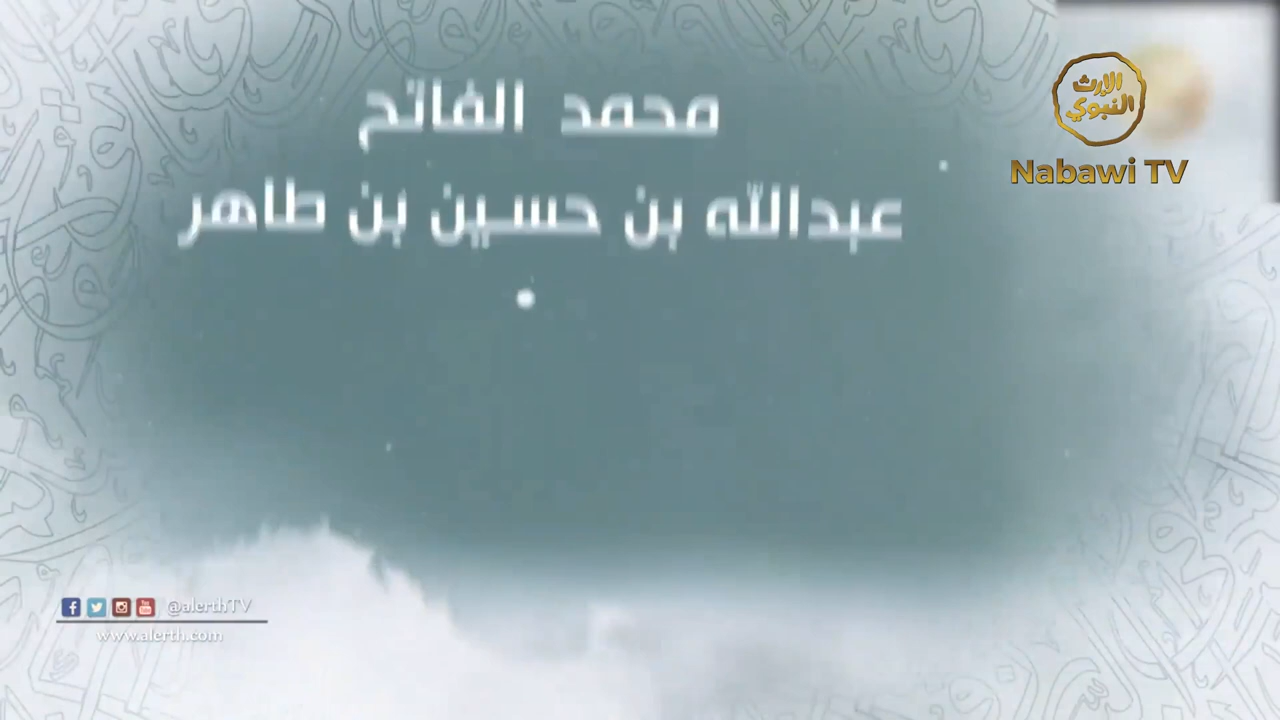 محمد الفاتح
عبدالله بن حسين بن طاهر
الإرث
النبوي
Nabawi TV
@alerthTV
www.alerth.com